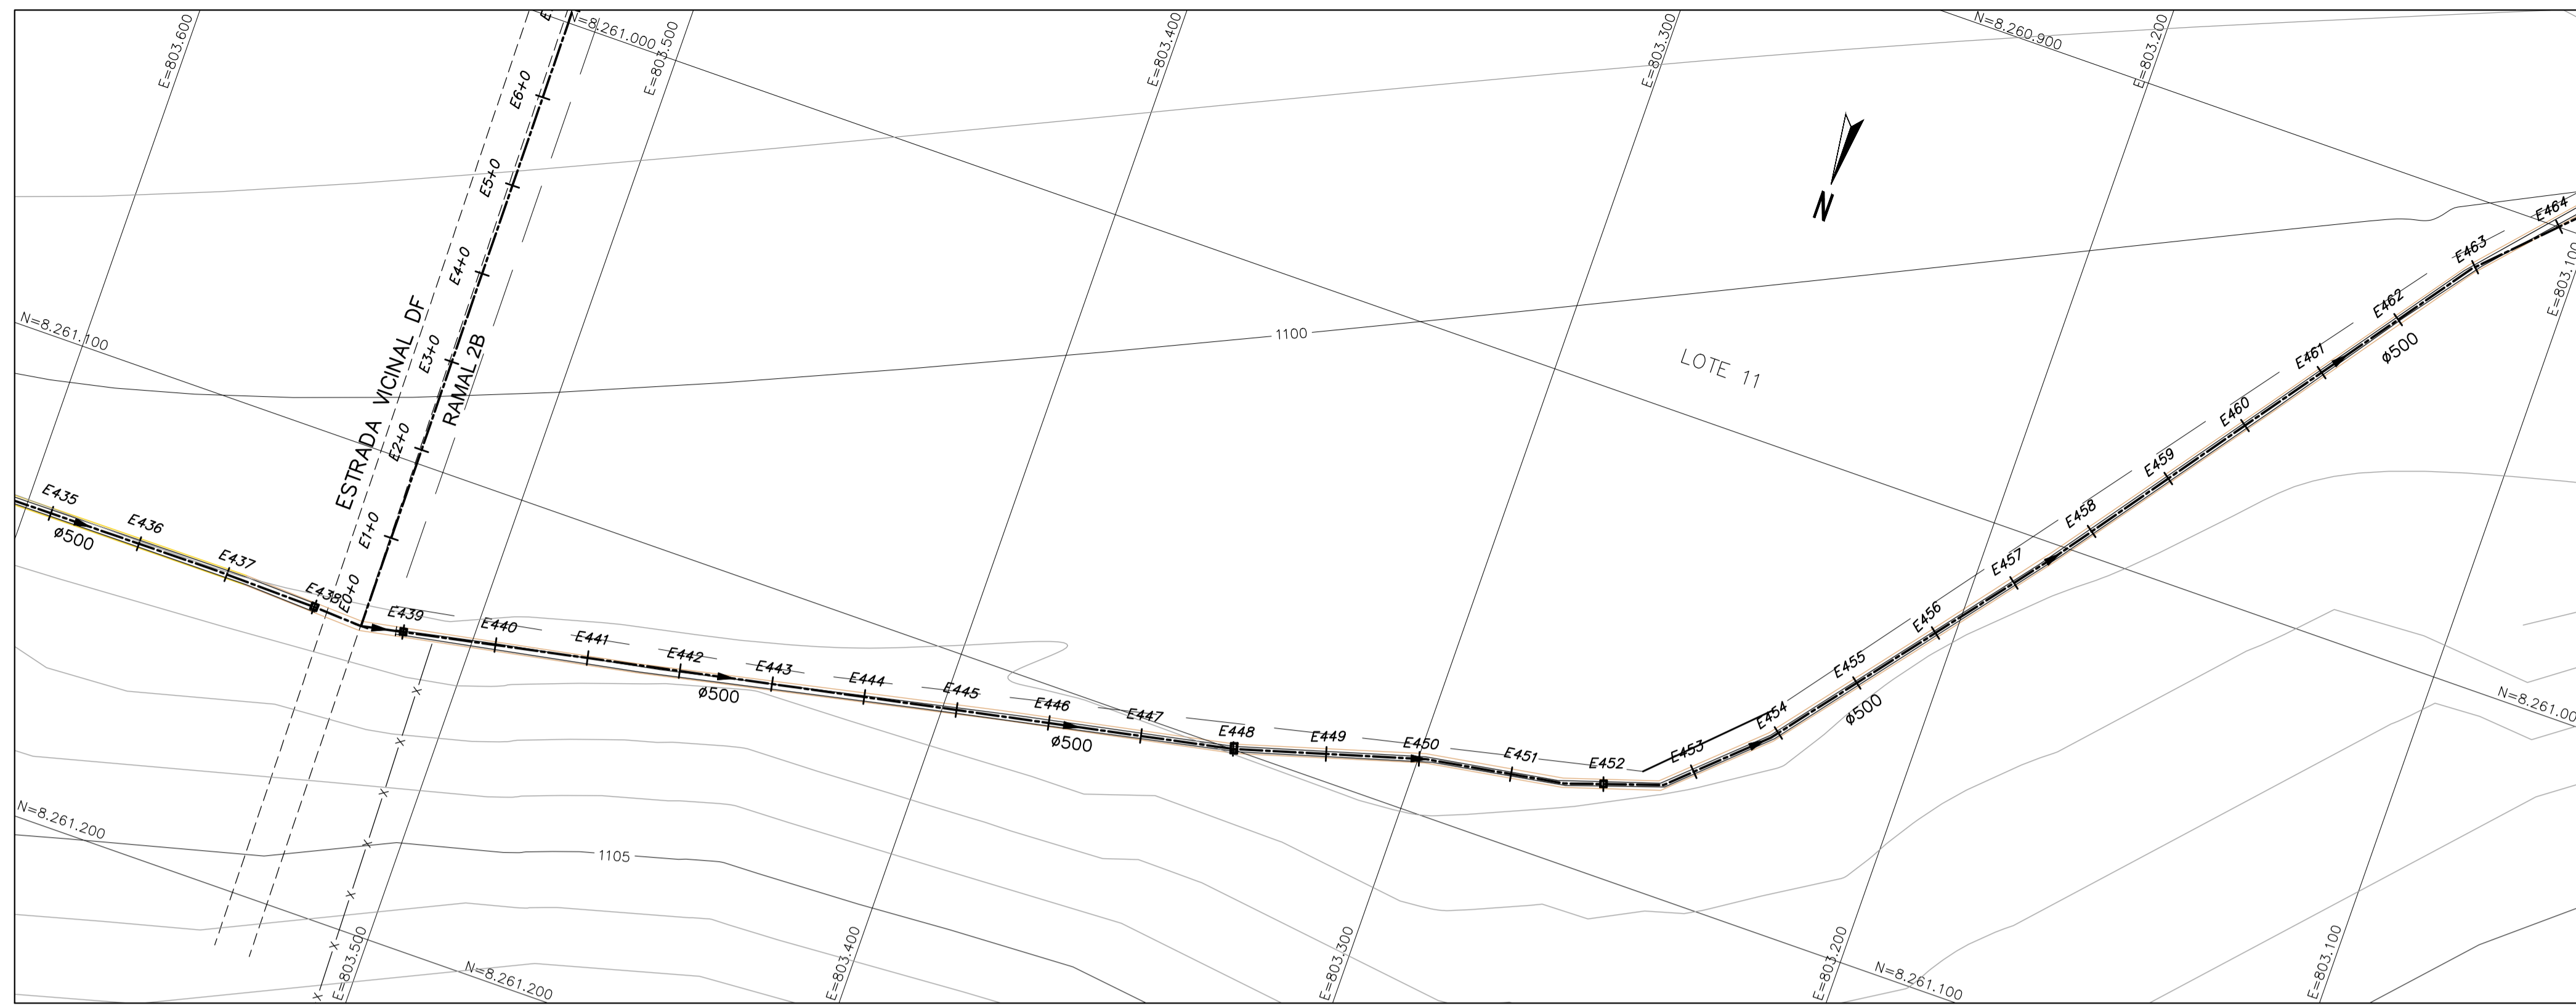 E=803.600
N=8.261.000
E=803.500
E=803.400
E=803.300
N=8.260.900
E=803.200
E6+0
E5+0
E4+0
E3+0
E2+0
E1+0
E0+0
ESTRADA VICINAL DF
RAMAL 2B
N
N=8.261.100
1100
LOTE 11
E=803.100
E435
E436
E437
E438
E439
E440
E441
E442
E443
E444
E445
E446
E447
E448
E449
E450
E451
E452
E453
E454
E455
E456
E457
E458
E459
E460
E461
E462
E463
E464
ø500
ø500
ø500
ø500
ø500
N=8.261.00
N=8.261.200
1105
E=803.500
N=8.261.200
E=803.400
E=803.300
E=803.200
N=8.261.100
E=803.100